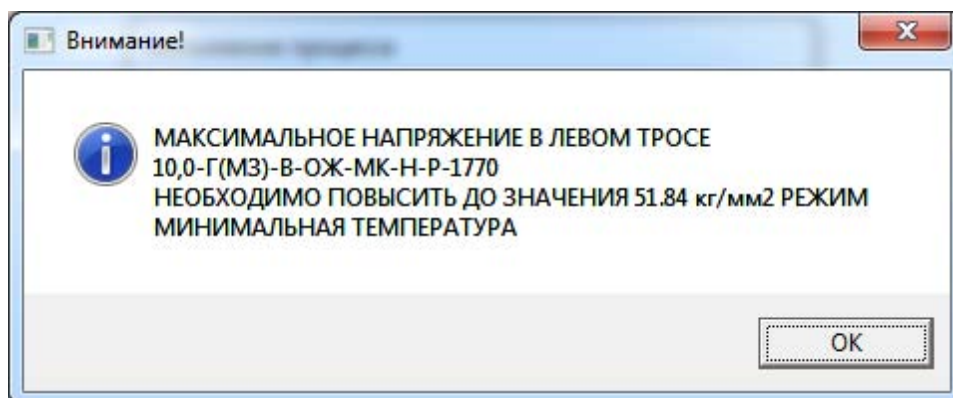 Внимание!
МАКСИМАЛЬНОЕ НАПРЯЖЕНИЕ В ЛЕВОМ ТРОСЕ
10,0-Г(МЗ)-В-ОЖ-МК-Н-Р-1770
НЕОБХОДИМО ПОВЫСИТЬ ДО ЗНАЧЕНИЯ 51.84 кг/мм2 РЕЖИМ
МИНИМАЛЬНАЯ ТЕМПЕРАТУРА
ОК